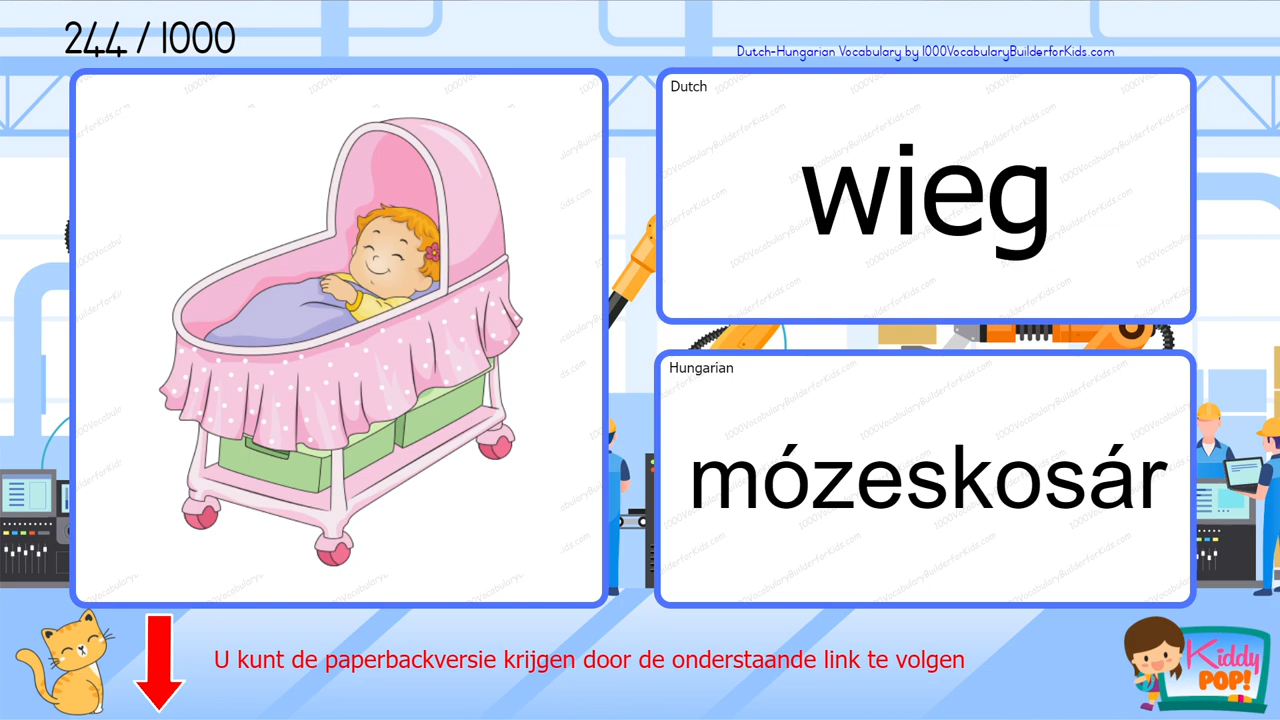 244 / 1000
Dutch-Hungarian Vocabulary by 1000VocabularyBuilderforKids.com
Dutch
wieg
Hungarian
mózeskosár
U kunt de paperbackversie krijgen door de onderstaande link te volgen
Kiddy
POP!